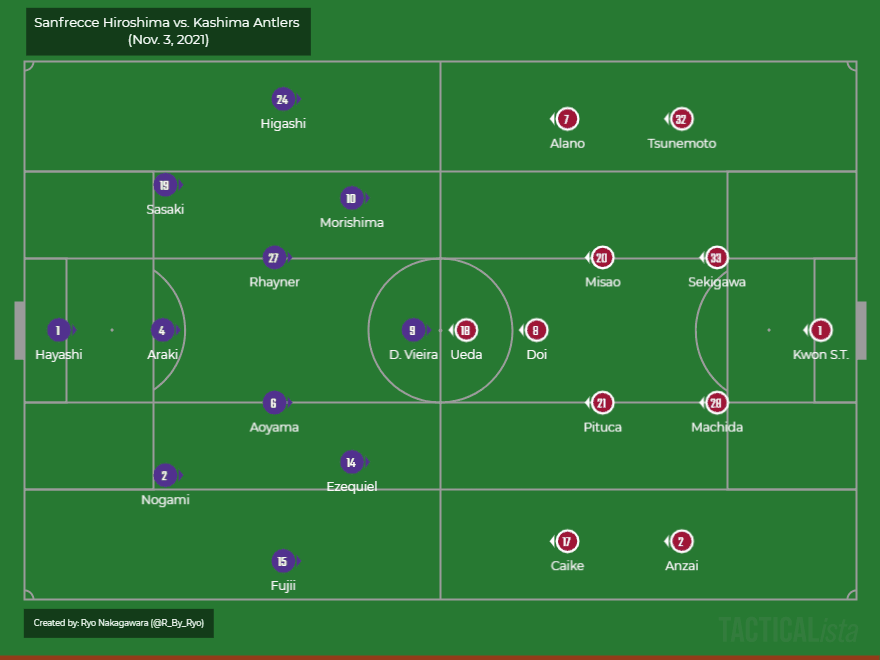 Sanfrecce Hiroshima vs. Kashima Antlers
(Nov. 3, 2021)
24
Higashi
7
Alano
32
Tsunemoto
19
Sasaki
10
Morishima
27
Rhayner
20
Misao
33
Sekigawa
1
Hayashi
4
Araki
9
D. Vieira
18
Ueda
8
Doi
1
Kwon S.T.
6
Aoyama
21
Pituca
28
Machida
2
Nogami
14
Ezequiel
15
Fujii
17
Caike
2
Anzai
Created by: Ryo Nakagawara (@R_By_Ryo)
TACTICALista